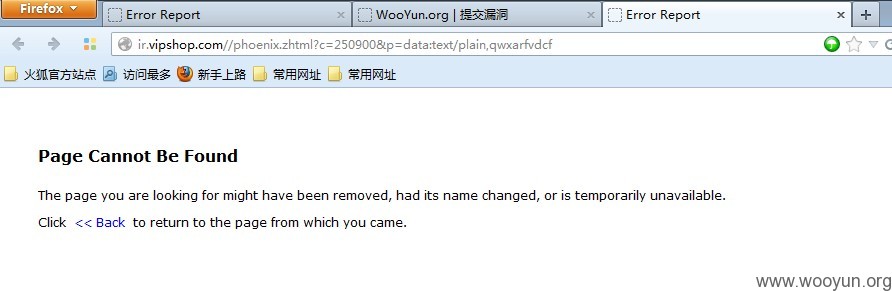 Firefox
Error Report
WooYun.org | 提交漏洞
Error Report
ir.vipshop.com//phoenix.zhtml?c=250900&p=data:text/plain,qwxarfvdcf
火狐官方站点 访问最多 新手上路 常用网址 常用网址
Page Cannot Be Found
The page you are looking for might have been removed, had its name changed, or is temporarily unavailable.
Click << Back to return to the page from which you came.
www.wooyun.org